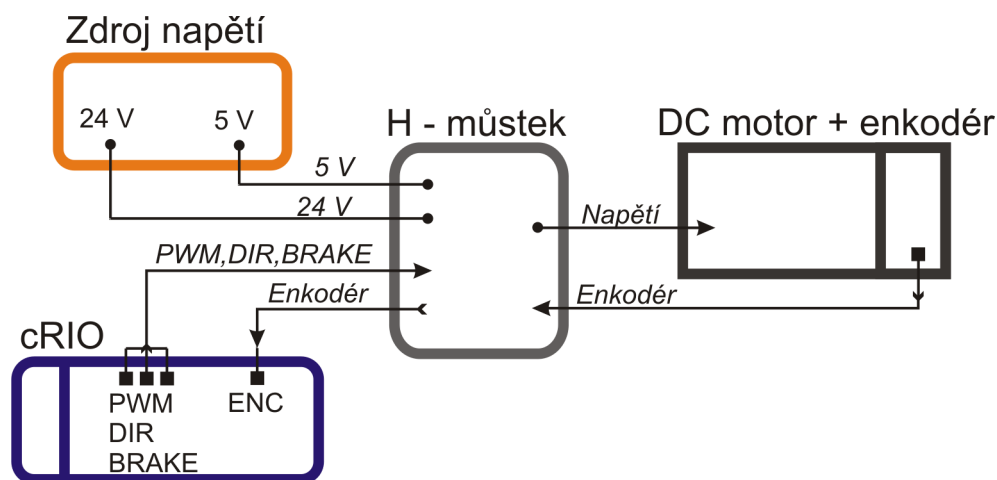 Zdroj napětí
24 V
5 V
H - můstek
DC motor + enkodér
5 V
24 V
Napětí
PWM,DIR,BRAKE
Enkodér
Enkodér
cRIO
PWM
DIR
BRAKE
ENC